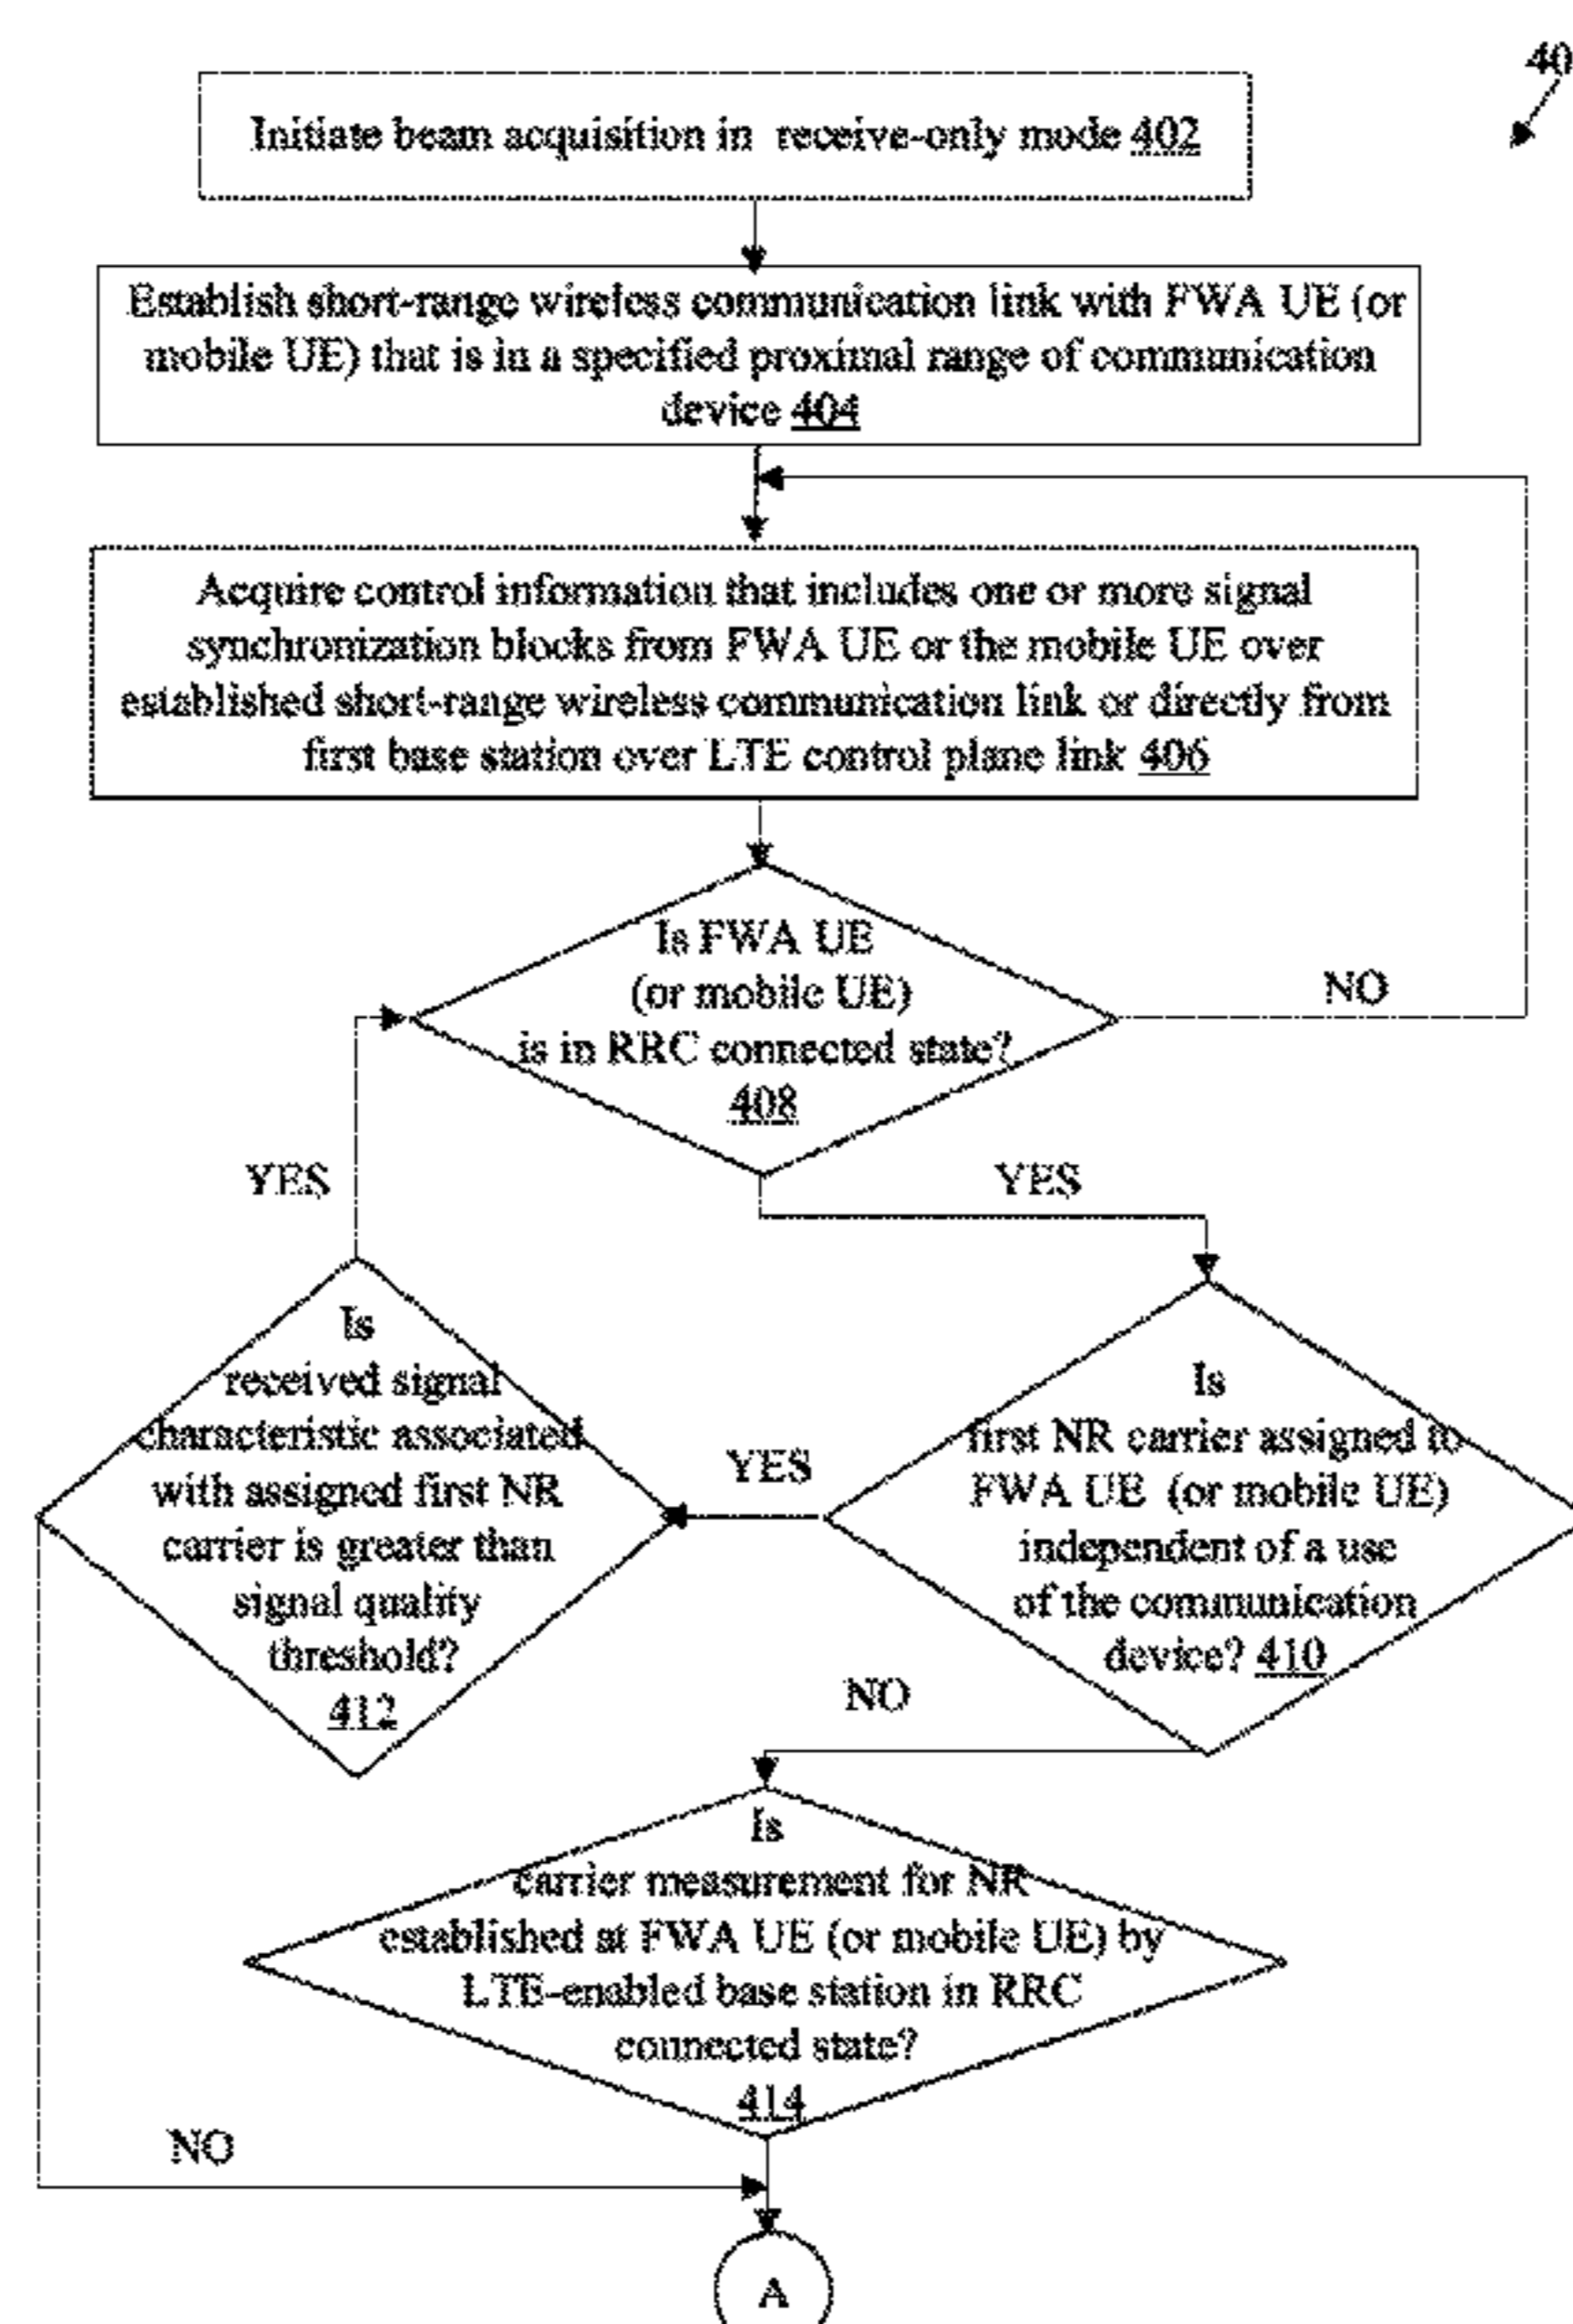 40
Initiate beam acquisition in receive-only mode 402
Establish short-range wireless communication link with FWA UE (or
mobile UE) that is in a specified proximal range of communication
device 404
Acquire control information that includes one or more signal
synchronization blocks from FWA UE or the mobile UE over
established short-range wireless communication link or directly from
first base station over LTE control plane link 406
Is FWA UE
(or mobile UE)
is in RRC connected state?
408
NO
YES
YES
Is
received signal
characteristic associated
with assigned first NR
carrier is greater than
signal quality
threshold?
412
YES
Is
first NR carrier assigned to
FWA UE (or mobile UE)
independent of a use
of the communication
device? 410
NO
Is
carrier measurement for NR
established at FWA UE (or mobile UE) by
LTE-enabled base station in RRC
connected state?
414
NO
A